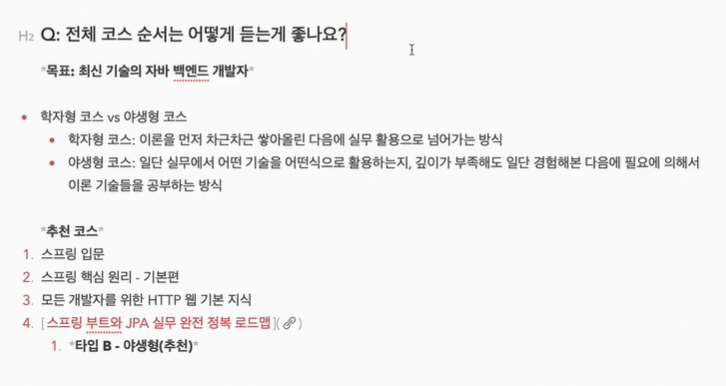 H2 Q: 전체 코스 순서는 어떻게 듣는게 좋나요?
*목표: 최신 기술의 자바 백엔드 개발자*
• 학자형 코스 vs 야생형 코스
• 학자형 코스: 이론을 먼저 차근차근 쌓아올린 다음에 실무 활용으로 넘어가는 방식
• 야생형 코스: 일단 실무에서 어떤 기술을 어떤식으로 활용하는지, 깊이가 부족해도 일단 경험해본 다음에 필요에 의해서
이론 기술들을 공부하는 방식
*추천 코스*
1. 스프링 입문
2. 스프링 핵심 원리 - 기본편
3. 모든 개발자를 위한 HTTP 웹 기본 지식
4. [스프링 부트와 JPA 실무 완전 정복 로드맵]()
1. *타입 B - 야생형(추천)*